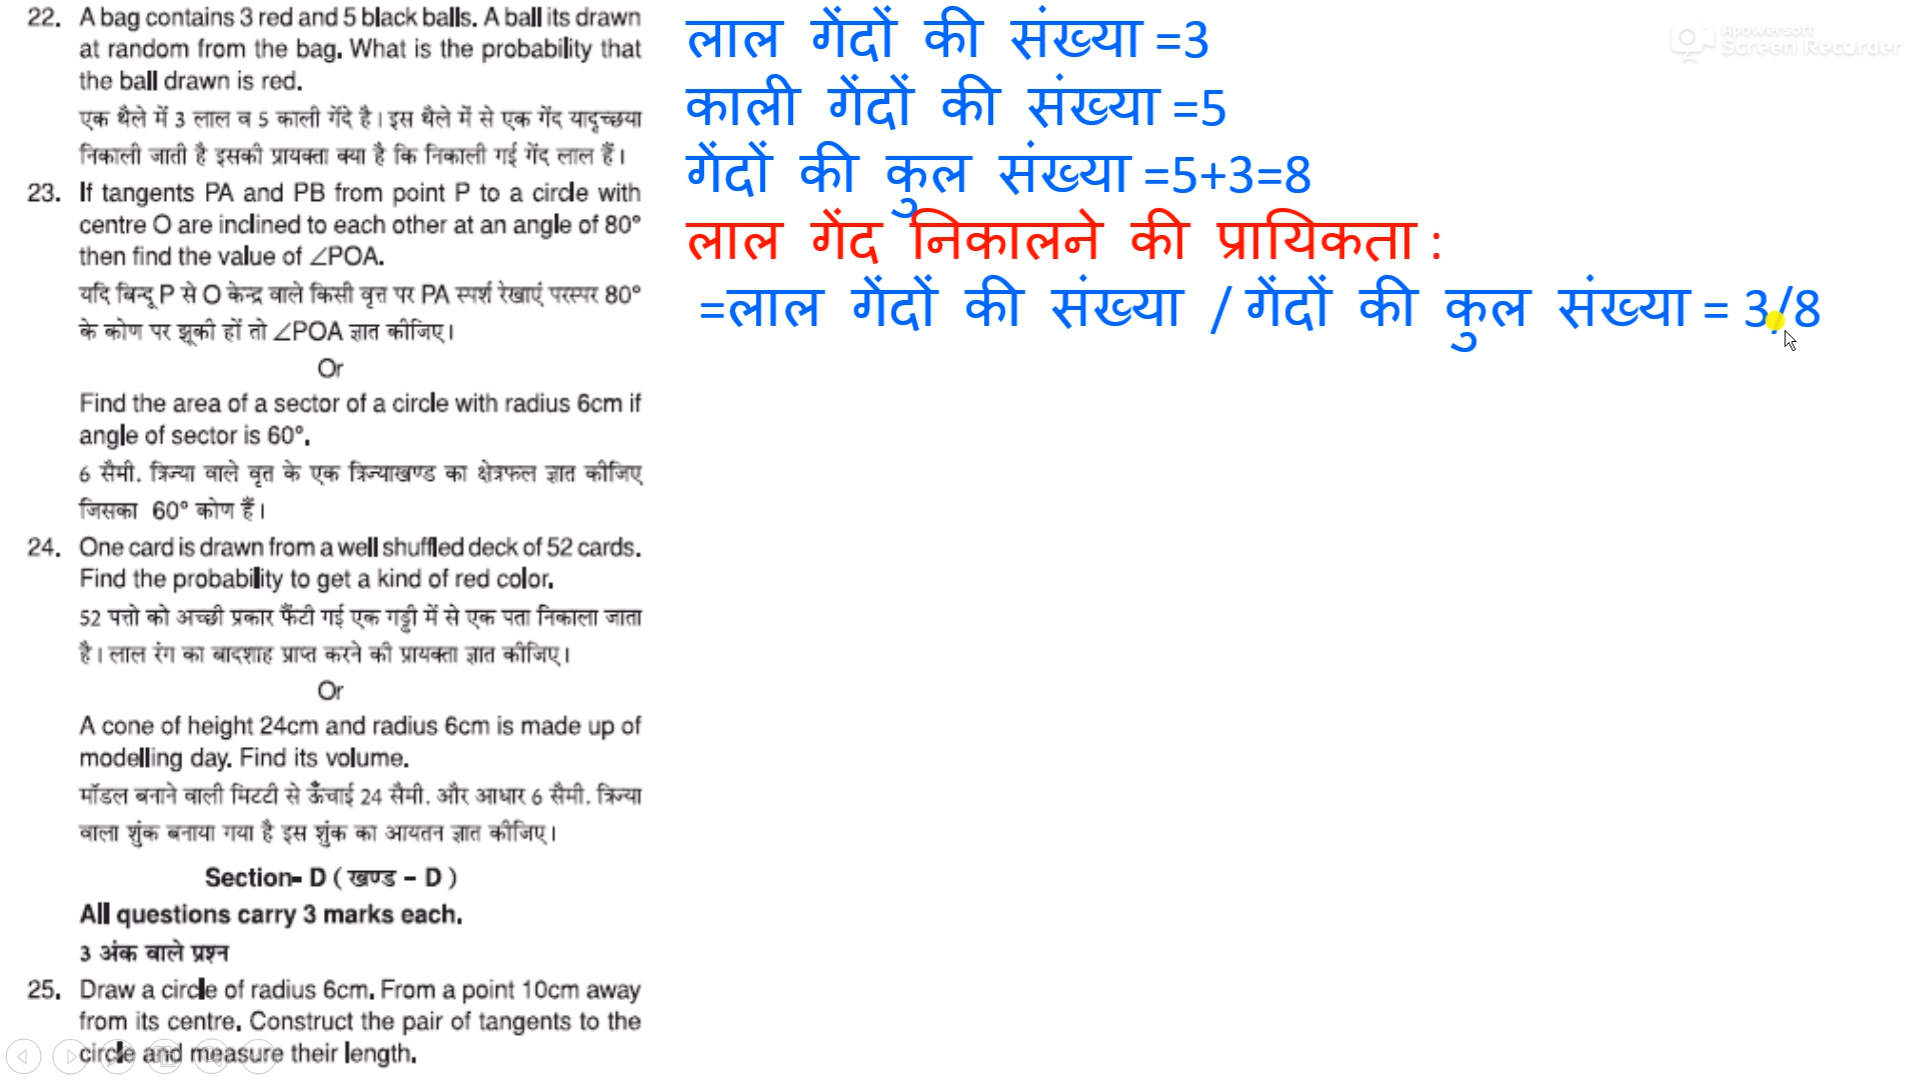 22. A bag contains 3 red and 5 black balls. A ball its drawn
at random from the bag. What is the probability that
the ball drawn is red.
एक थैले में 3 लाल व 5 काली गेंदे है। इस थैले में से एक गेंद यादृच्छया
निकाली जाती है इसकी प्रायक्ता क्या है कि निकाली गई गेंद लाल हैं।
23. If tangents PA and PB from point P to a circle with
centre O are inclined to each other at an angle of 80°
then find the value of ∠POA.
यदि बिन्दू P से O केन्द्र वाले किसी वृत्त पर PA स्पर्श रेखाएं परस्पर 80°
के कोण पर झूकी हों तो ∠POA ज्ञात कीजिए।
Or
Find the area of a sector of a circle with radius 6cm if
angle of sector is 60°.
6 सैमी. त्रिज्या वाले वृत के एक त्रिज्याखण्ड का क्षेत्रफल ज्ञात कीजिए
जिसका 60° कोण हैं।
24. One card is drawn from a well shuffled deck of 52 cards.
Find the probability to get a kind of red color.
52 पत्तो को अच्छी प्रकार फैंटी गई एक गड्डी में से एक पता निकाला जाता
है। लाल रंग का बादशाह प्राप्त करने की प्रायक्ता ज्ञात कीजिए।
Or
A cone of height 24cm and radius 6cm is made up of
modelling day. Find its volume.
मॉडल बनाने वाली मिटटी से ऊँचाई 24 सैमी. और आधार 6 सैमी. त्रिज्या
वाला शुंक बनाया गया है इस शुंक का आयतन ज्ञात कीजिए।
Section- D ( खण्ड – D )
All questions carry 3 marks each.
3 अंक वाले प्रश्न
25. Draw a circle of radius 6cm. From a point 10cm away
from its centre. Construct the pair of tangents to the
circle and measure their length.
लाल गेंदों की संख्या =3
काली गेंदों की संख्या =5
गेंदों की कुल संख्या =5+3=8
लाल गेंद निकालने की प्रायिकता :
=लाल गेंदों की संख्या / गेंदों की कुल संख्या = 3/8
Apowersoft
Screen Recorder